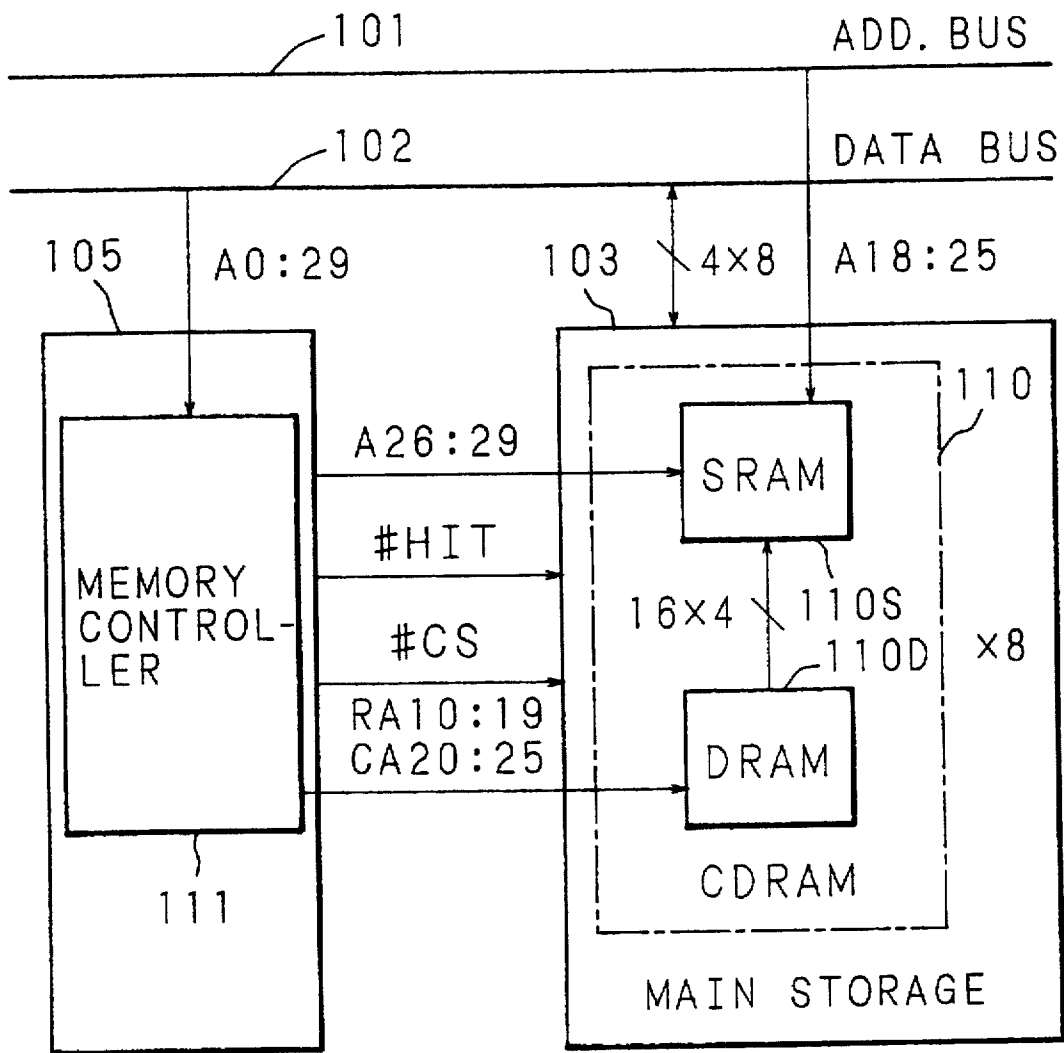 101
ADD. BUS
102
DATA BUS
105
A0:29
103
4×8
A18:25
110
A26:29
SRAM
#HIT
MEMORY
CONTROL-
LLER
16×4
110S
#CS
110D
×8
RA10:19
CA20:25
DRAM
CDRAM
111
MAIN STORAGE